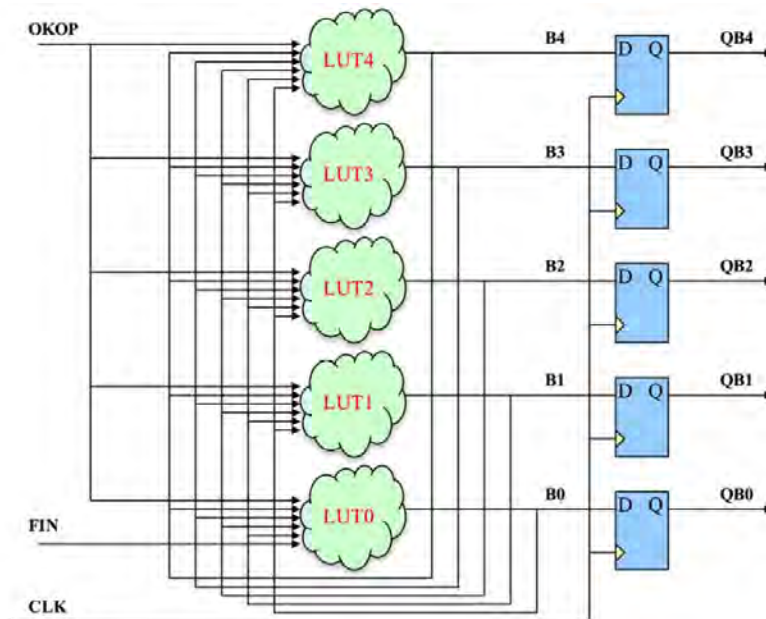 OKOP
LUT4
B4
D Q
QB4
LUT3
B3
D Q
QB3
LUT2
B2
D Q
QB2
LUT1
B1
D Q
QB1
LUT0
B0
D Q
QB0
FIN
CLK